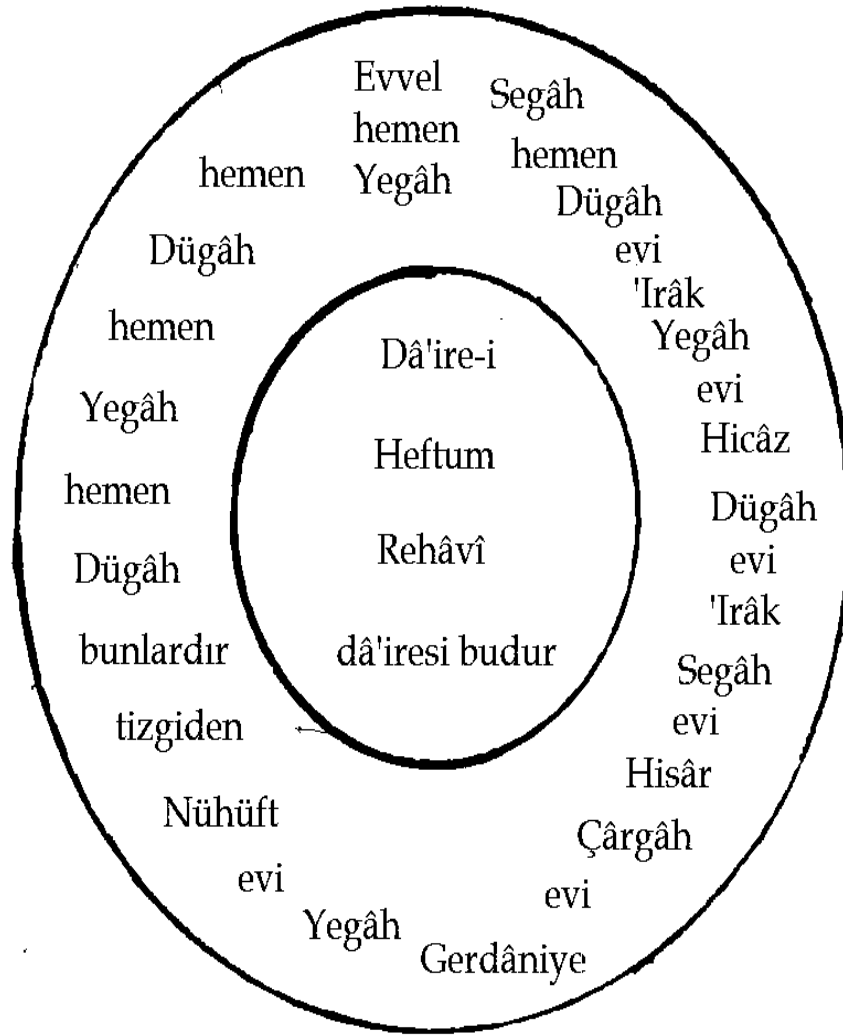 Evvel
hemen
Yegâh
Segâh
hemen
Dügâh
evi
'Irâk
Yegâh
evi
Hicâz
Dügâh
evi
'Irâk
Segâh
evi
Hisâr
Çârgâh
evi
Gerdâniye
Yegâh
evi
Nühüft
tizgiden
bunlardır
Dügâh
hemen
Yegâh
hemen
Dügâh
hemen
Dâ'ire-i
Heftum
Rehâvî
dâ'iresi budur